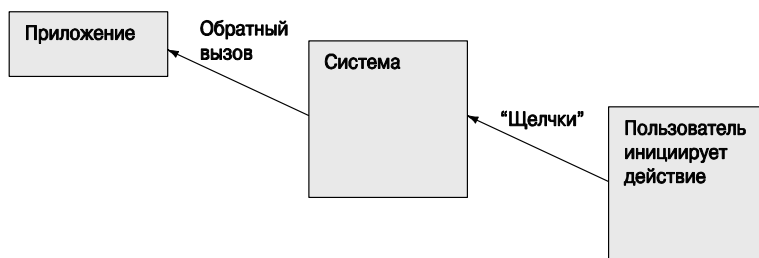 Приложение
Обратный
вызов
Система
“Щелчки”
Пользователь
инициирует
действие